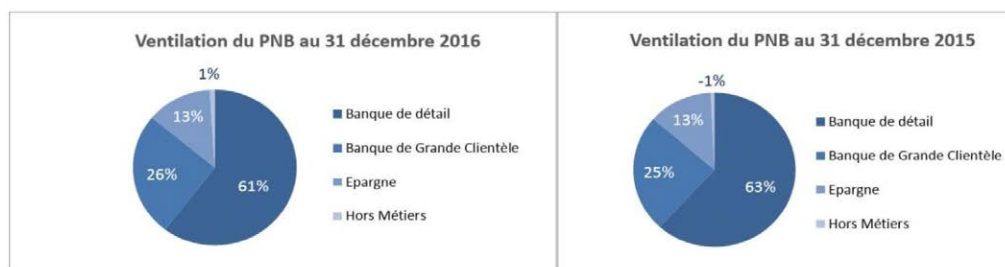 Ventilation du PNB au 31 décembre 2016
1%
13%
26%
61%
Banque de détail
Banque de Grande Clientèle
Epargne
Hors Métiers
Ventilation du PNB au 31 décembre 2015
-1%
13%
25%
63%
Banque de détail
Banque de Grande Clientèle
Epargne
Hors Métiers